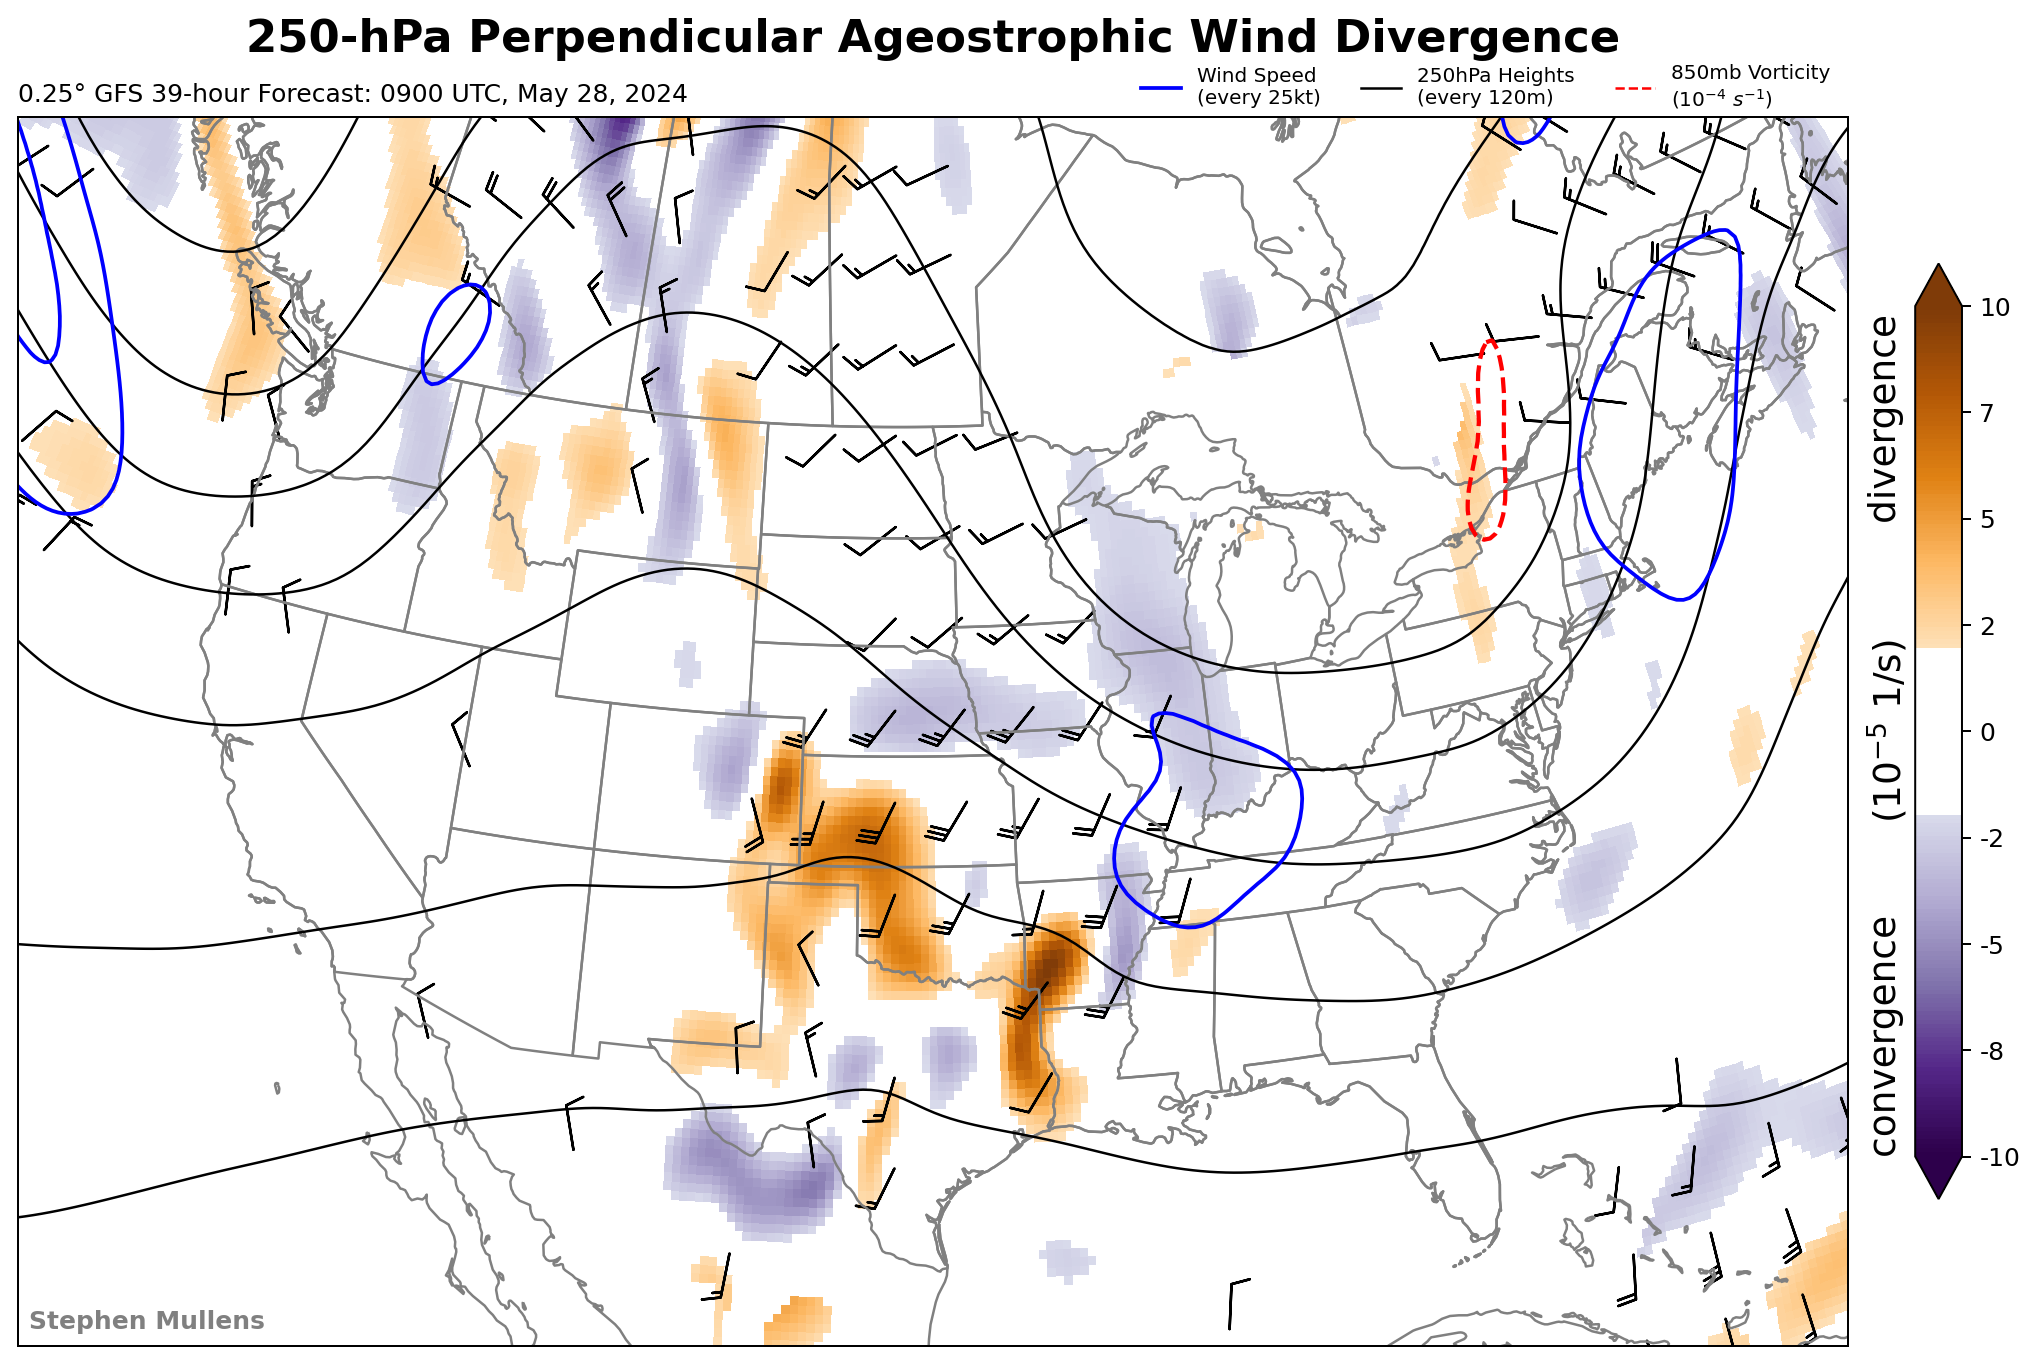 250-hPa Perpendicular Ageostrophic Wind Divergence
0.25° GFS 39-hour Forecast: 0900 UTC, May 28, 2024
Wind Speed
(every 25kt)
250hPa Heights
(every 120m)
850mb Vorticity
(10⁻⁴ s⁻¹)
10
7
5
2
0
-2
-5
-8
-10
convergence (10⁻⁵ 1/s) divergence
Stephen Mullens